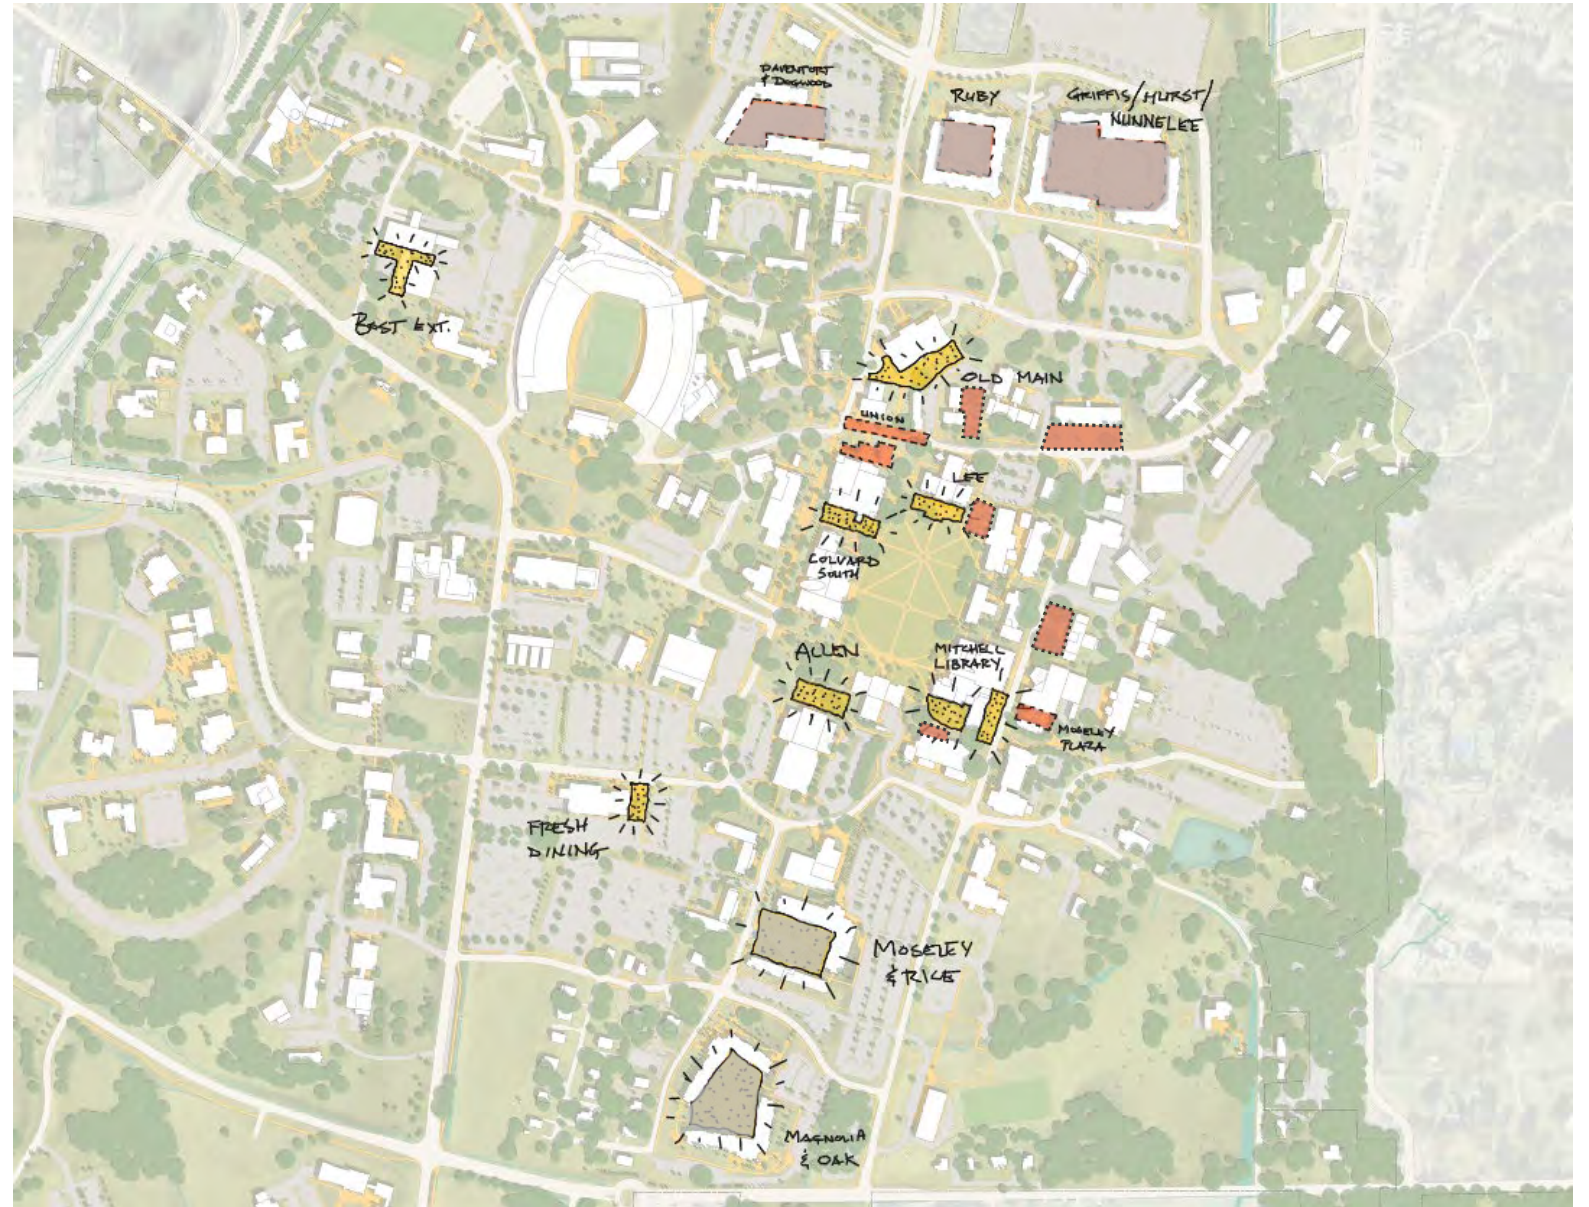 DAVENPORT
& DOGWOOD
RUBY
GRIFFIS/HURST/
NUNNELEE
BOST EXT.
OLD MAIN
UNION
LEE
COLVARD
SOUTH
ALLEN
MITCHELL
LIBRARY
MOSELEY
PLAZA
FRESH
DINING
MOSELEY
& RICE
MAGNOLIA
& OAK